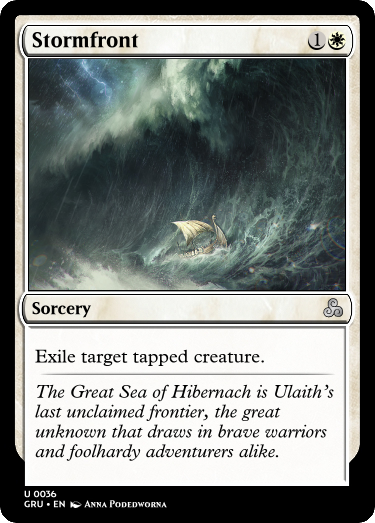 Stormfront
1
Sorcery
Exile target tapped creature.
The Great Sea of Hibernach is Ulaith's
last unclaimed frontier, the great
unknown that draws in brave warriors
and foolhardy adventurers alike.
U 0036
GRU • EN Anna Podedworna